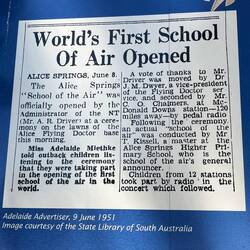 World's First School
Of Air Opened
ALICE SPRINGS, June 8.
The Alice Springs
"School of the Air" was
officially opened by the
Administrator of the NT
(Mr. A. R. Driver) at a cere-
mony on the lawns of the
Alice Springs Flying Doctor
base this morning.
Miss Adelaide Miethke
told outback children lis-
tening to the ceremony
that they were taking part
in the opening of the first
school of the air in the
world.
A vote of thanks to Mr.
Driver was moved by Dr.
J. M. Dwyer, a vice-president
of the Flying Doctor ser-
vice, and seconded by Mr.
C. O. Chalmers, at Mc-
Donald Downs station—120
miles away—by pedal radio
Following the ceremony,
an actual "School of the
Air" was conducted by Mr.
T. Kissell, a master at the
Alice Springs Higher Pri-
mary School, who is the
school of the air's general
announcer.
Children from 12 stations
took part by radio in the
concert which followed.
Adelaide Advertiser, 9 June 1951
Image courtesy of the State Library of South Australia